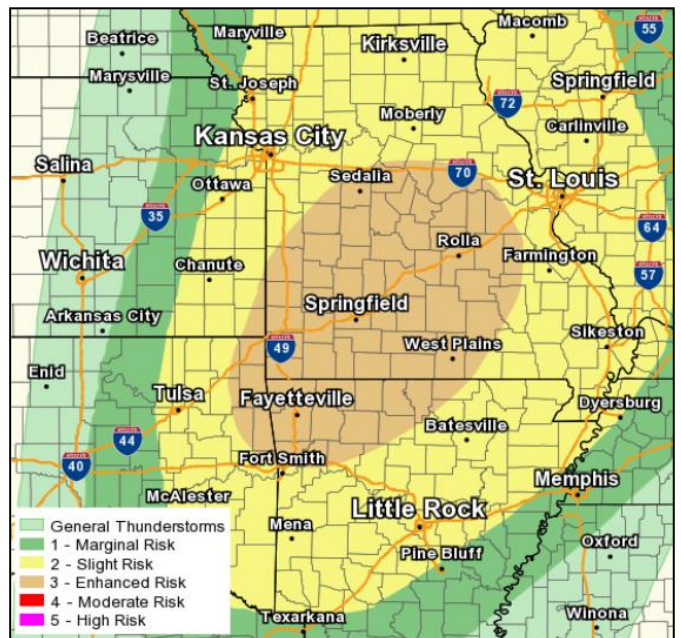 Macomb
Beatrice
Maryville
Kirksville
INTERSTATE 55
Marysville
St. Joseph
Springfield
72
Moberly
Carlinville
Kansas City
Salina
Sedalla
70
St. Louis
Ottawa
35
Rolla
64
Wichita
Chanute
Farmington
57
Arkansas City
Springfield
Sikeston
49
West Plains
Enid
Tulsa
Fayetteville
Dyersburg
44
Batesville
40
Fort Smith
Memphis
McAlester
Little Rock
Mena
Oxford
Pine Bluff
Texarkana
Winona
General Thunderstorms
1 - Marginal Risk
2 - Slight Risk
3 - Enhanced Risk
4 - Moderate Risk
5 - High Risk